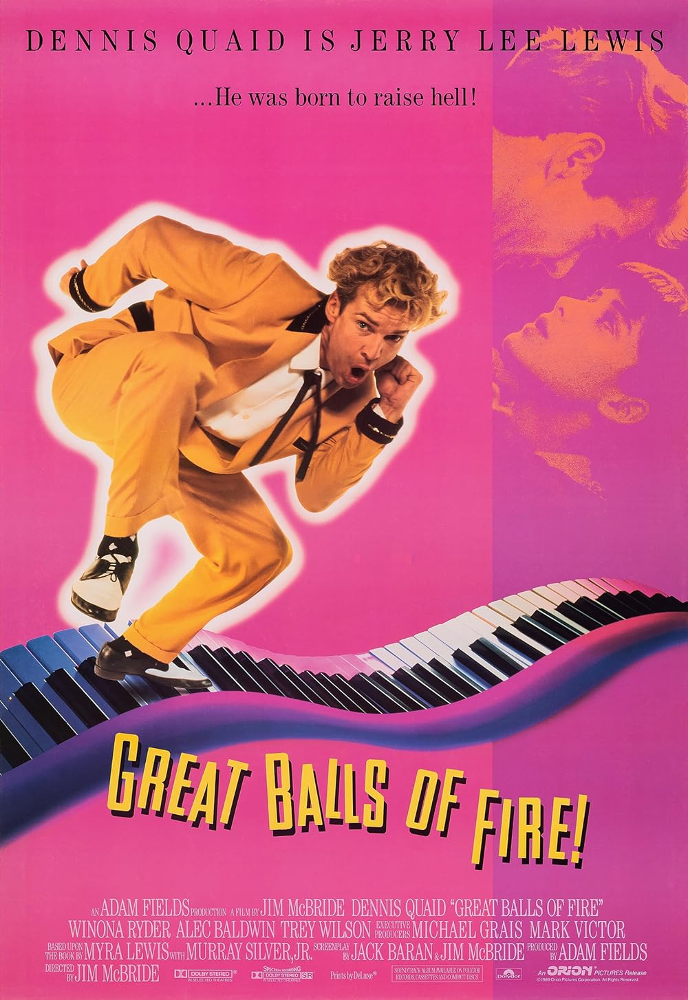 DENNIS QUAID IS JERRY LEE LEWIS
...He was born to raise hell!
GREAT BALLS OF FIRE!
AN ADAM FIELDS PRODUCTION A FILM BY JIM McBRIDE DENNIS QUAID "GREAT BALLS OF FIRE"
WINONA RYDER ALEC BALDWIN TREY WILSON EXECUTIVE PRODUCERS MICHAEL GRAIS MARK VICTOR
BASED UPON THE BOOK BY MYRA LEWIS WITH MURRAY SILVER, JR. SCREENPLAY BY JACK BARAN & JIM McBRIDE PRODUCED BY ADAM FIELDS
DIRECTED BY JIM McBRIDE DOLBY STEREO® IN SELECTED THEATRES SPECTRAL RECORDING DOLBY STEREO SR IN SELECTED THEATRES Prints by DeLuxe® SOUNDTRACK ALBUM AVAILABLE ON POLYDOR RECORDS, CASSETTES AND COMPACT DISCS. Polydor An ORION® PICTURES Release
©1989 Orion Pictures Corporation. All Rights Reserved.